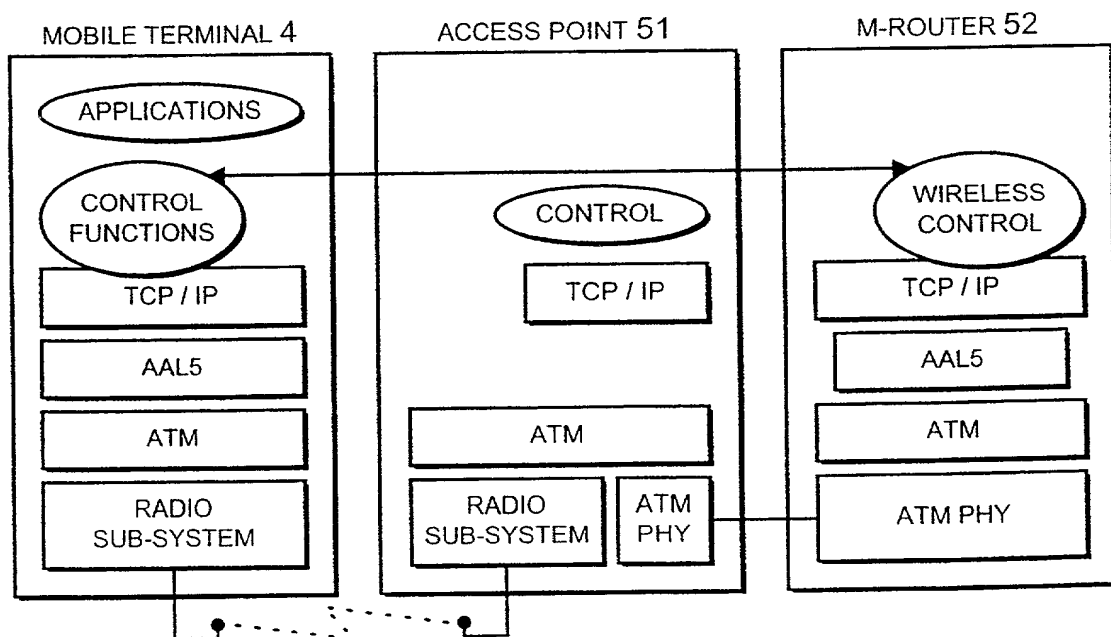 MOBILE TERMINAL 4
APPLICATIONS
CONTROL
FUNCTIONS
TCP / IP
AAL5
ATM
RADIO
SUB-SYSTEM
ACCESS POINT 51
CONTROL
TCP / IP
ATM
RADIO
SUB-SYSTEM
ATM
PHY
M-ROUTER 52
WIRELESS
CONTROL
TCP / IP
AAL5
ATM
ATM PHY